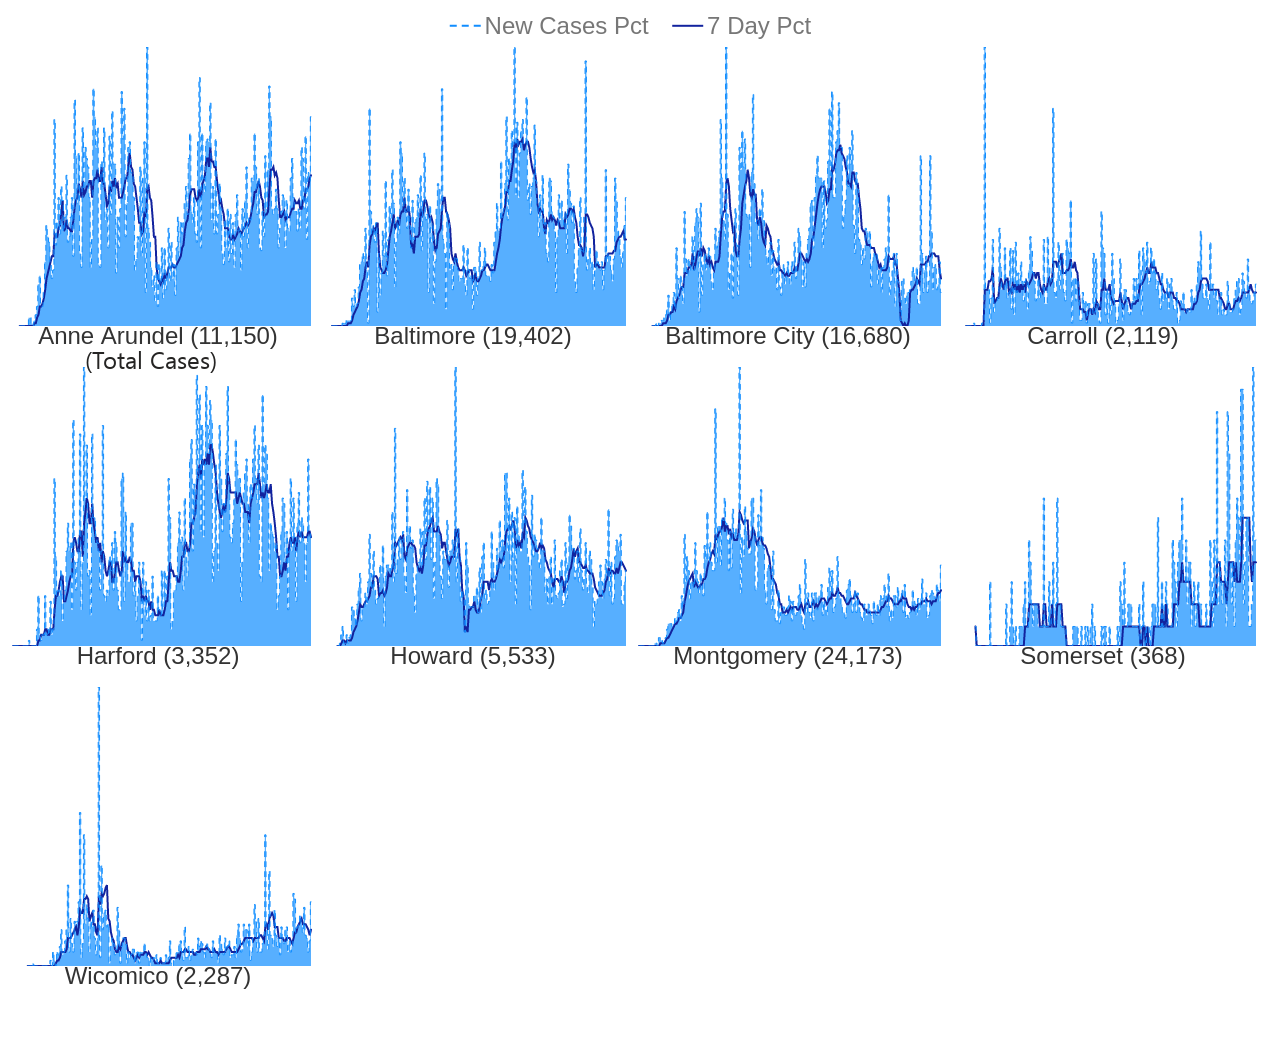 New Cases Pct 7 Day Pct
Anne Arundel (11,150) Baltimore (19,402) Baltimore City (16,680) Carroll (2,119)
(Total Cases)
Harford (3,352) Howard (5,533) Montgomery (24,173) Somerset (368)
Wicomico (2,287)